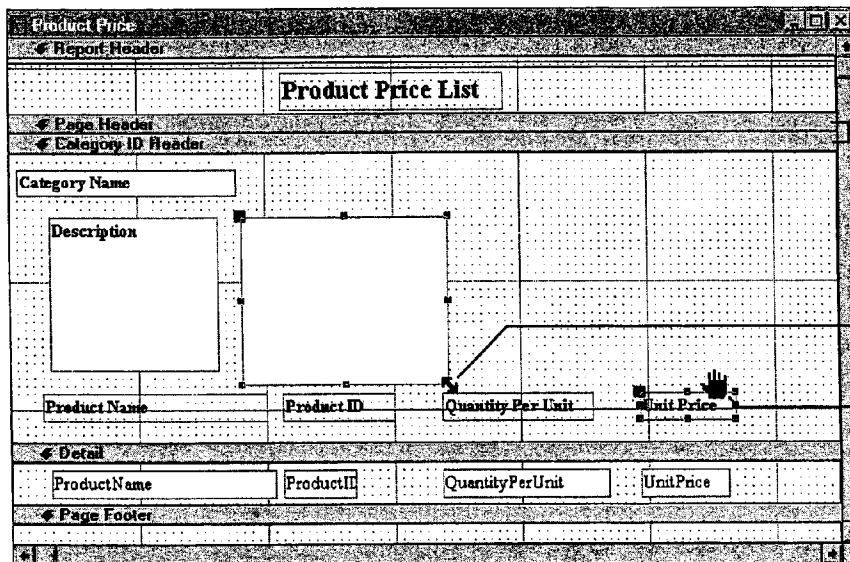 Product Price
Report Header
Product Price List
Page Header
Category ID Header
Category Name
Description
Product Name Product ID Quantity Per Unit Unit Price
Detail
ProductName ProductID QuantityPerUnit UnitPrice
Page Footer